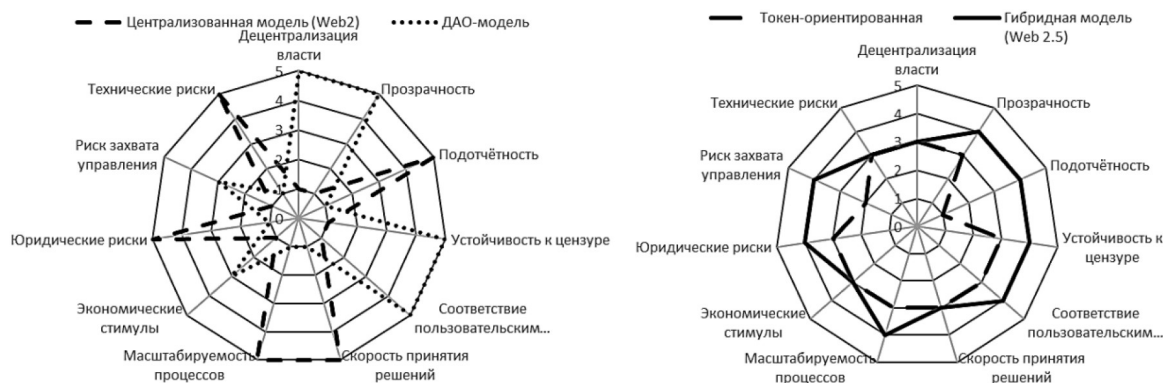 Централизованная модель (Web2)
ДАО-модель
Децентрализация
власти
Прозрачность
Подотчётность
Устойчивость к цензуре
Соответствие
пользовательским...
Скорость принятия
решений
Масштабируемость
процессов
Экономические
стимулы
Юридические риски
Риск захвата
управления
Технические риски
5
4
3
2
1
0
Токен-ориентированная
Гибридная модель
(Web 2.5)
Децентрализация
власти
Прозрачность
Подотчётность
Устойчивость к
цензуре
Соответствие
пользовательским...
Скорость принятия
решений
Масштабируемость
процессов
Экономические
стимулы
Юридические риски
Риск захвата
управления
Технические риски
5
4
3
2
1
0